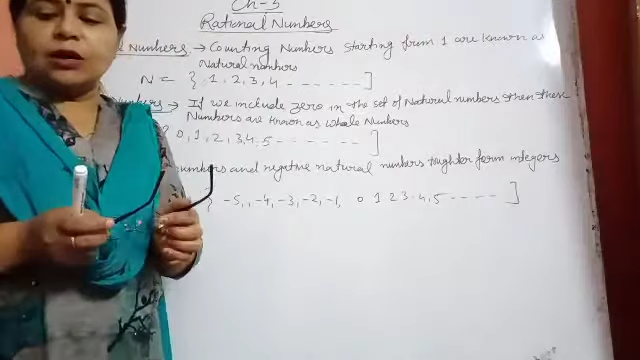 Ch-3
Rational Numbers
Numbers. → Counting Numbers starting form 1 are known as
Natural numbers
N = { 1, 2, 3, 4 - - - - - - - ]
Numbers → If we include zero in the set of Natural numbers then these
Numbers are known as Whole Numbers
0, 1, 2, 3, 4, 5 - - - - - - - - ]
numbers and negative natural numbers toughter form integers
} -5, -4, -3, -2, -1, 0 1 2 3 4, 5 - - - - - ]